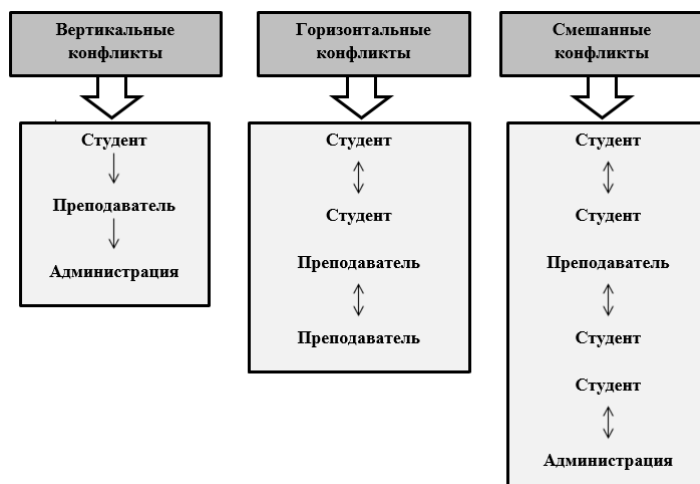 Вертикальные
конфликты
Студент
Преподаватель
Администрация
Горизонтальные
конфликты
Студент
Студент
Преподаватель
Преподаватель
Смешанные
конфликты
Студент
Студент
Преподаватель
Студент
Студент
Администрация